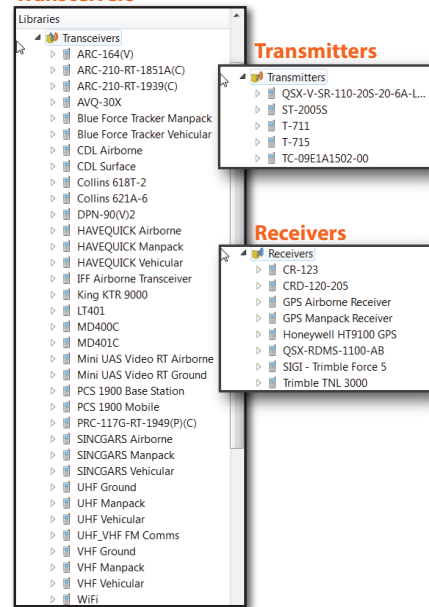 Transceivers
Libraries
Transceivers
ARC-164(V)
ARC-210-RT-1851A(C)
ARC-210-RT-1939(C)
AVQ-30X
Blue Force Tracker Manpack
Blue Force Tracker Vehicular
CDL Airborne
CDL Surface
Collins 618T-2
Collins 621A-6
DPN-90(V)2
HAVEQUICK Airborne
HAVEQUICK Manpack
HAVEQUICK Vehicular
IFF Airborne Transceiver
King KTR 9000
LT401
MD400C
MD401C
Mini UAS Video RT Airborne
Mini UAS Video RT Ground
PCS 1900 Base Station
PCS 1900 Mobile
PRC-117G-RT-1949(P)(C)
SINCGARS Airborne
SINCGARS Manpack
SINCGARS Vehicular
UHF Ground
UHF Manpack
UHF Vehicular
UHF_VHF FM Comms
VHF Ground
VHF Manpack
VHF Vehicular
WiFi
Transmitters
Transmitters
QSX-V-SR-110-20S-20-6A-L...
ST-2005S
T-711
T-715
TC-09E1A1502-00
Receivers
Receivers
CR-123
CRD-120-205
GPS Airborne Receiver
GPS Manpack Receiver
Honeywell HT9100 GPS
QSX-RDMS-1100-AB
SIGI - Trimble Force 5
Trimble TNL 3000